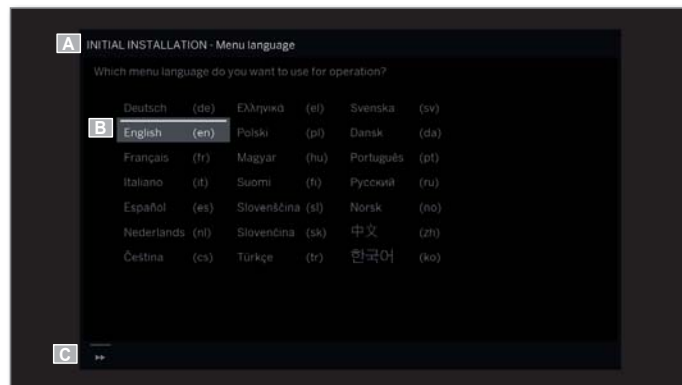 A INITIAL INSTALLATION - Menu language
Which menu language do you want to use for operation?
Deutsch (de) Ελληνικά (el) Svenska (sv)
B English (en) Polski (pl) Dansk (da)
Français (fr) Magyar (hu) Português (pt)
Italiano (it) Suomi (fi) Русский (ru)
Español (es) Slovenščina (sl) Norsk (no)
Nederlands (nl) Slovenčina (sk) 中文 (zh)
Čeština (cs) Türkçe (tr) 한국어 (ko)
C